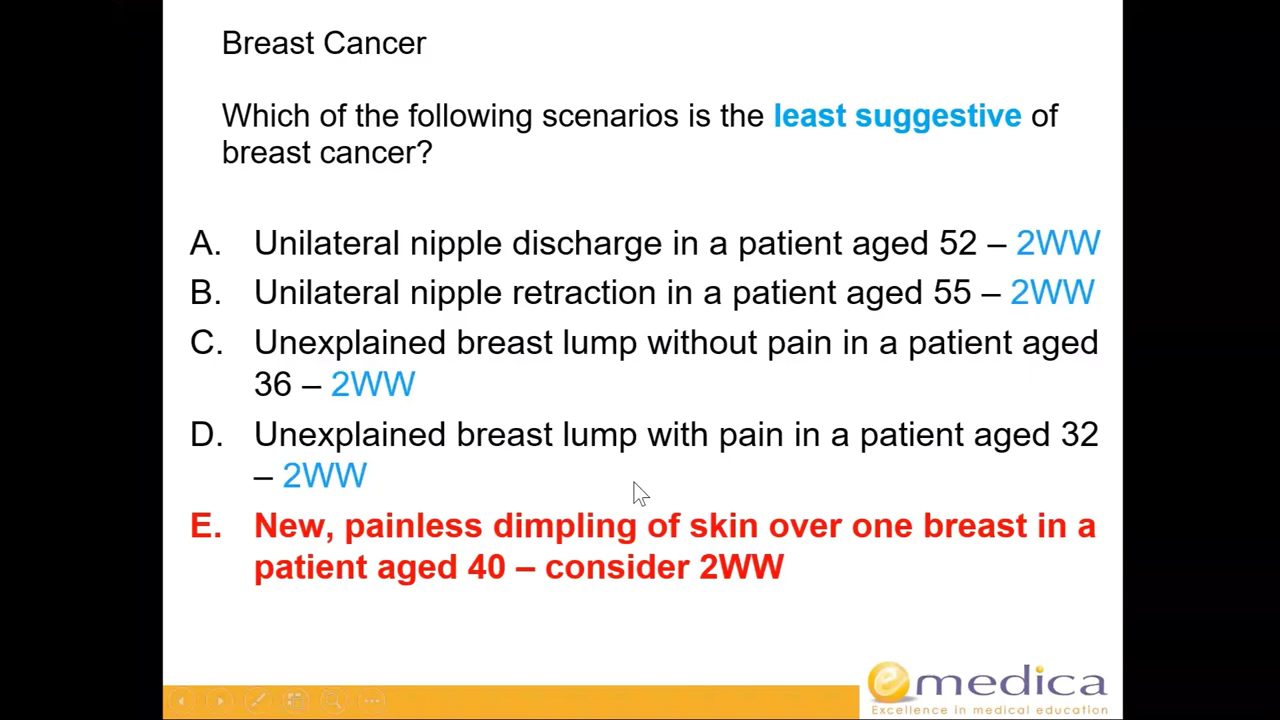 Breast Cancer
Which of the following scenarios is the least suggestive of
breast cancer?
A. Unilateral nipple discharge in a patient aged 52 – 2WW
B. Unilateral nipple retraction in a patient aged 55 – 2WW
C. Unexplained breast lump without pain in a patient aged
36 – 2WW
D. Unexplained breast lump with pain in a patient aged 32
– 2WW
E. New, painless dimpling of skin over one breast in a
patient aged 40 – consider 2WW
emedica
Excellence in medical education